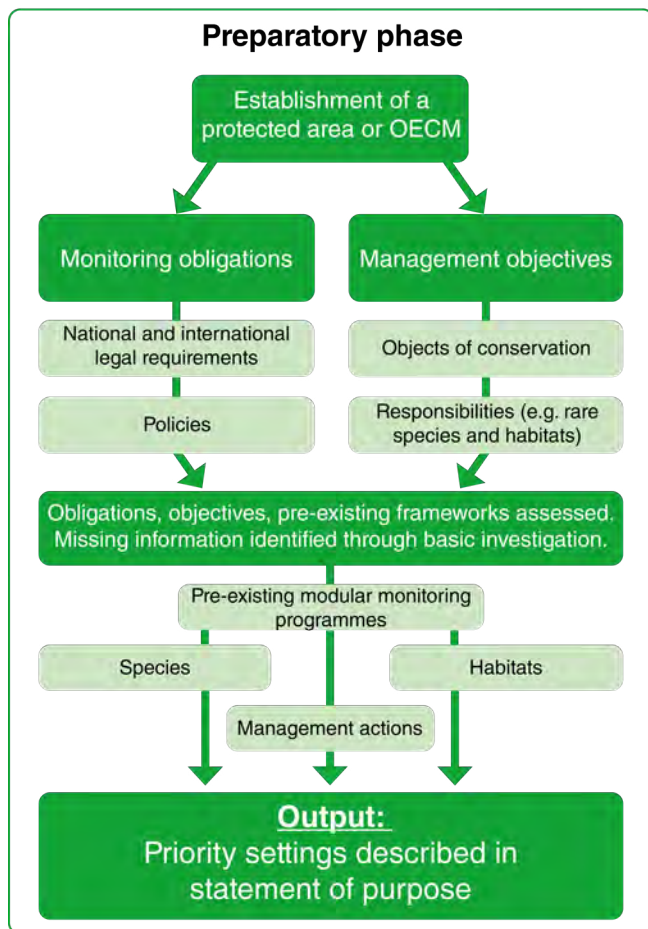 Preparatory phase
Establishment of a
protected area or OECM
Monitoring obligations
Management objectives
National and international
legal requirements
Objects of conservation
Policies
Responsibilities (e.g. rare
species and habitats)
Obligations, objectives, pre-existing frameworks assessed.
Missing information identified through basic investigation.
Pre-existing modular monitoring
programmes
Species
Habitats
Management actions
Output:
Priority settings described in
statement of purpose